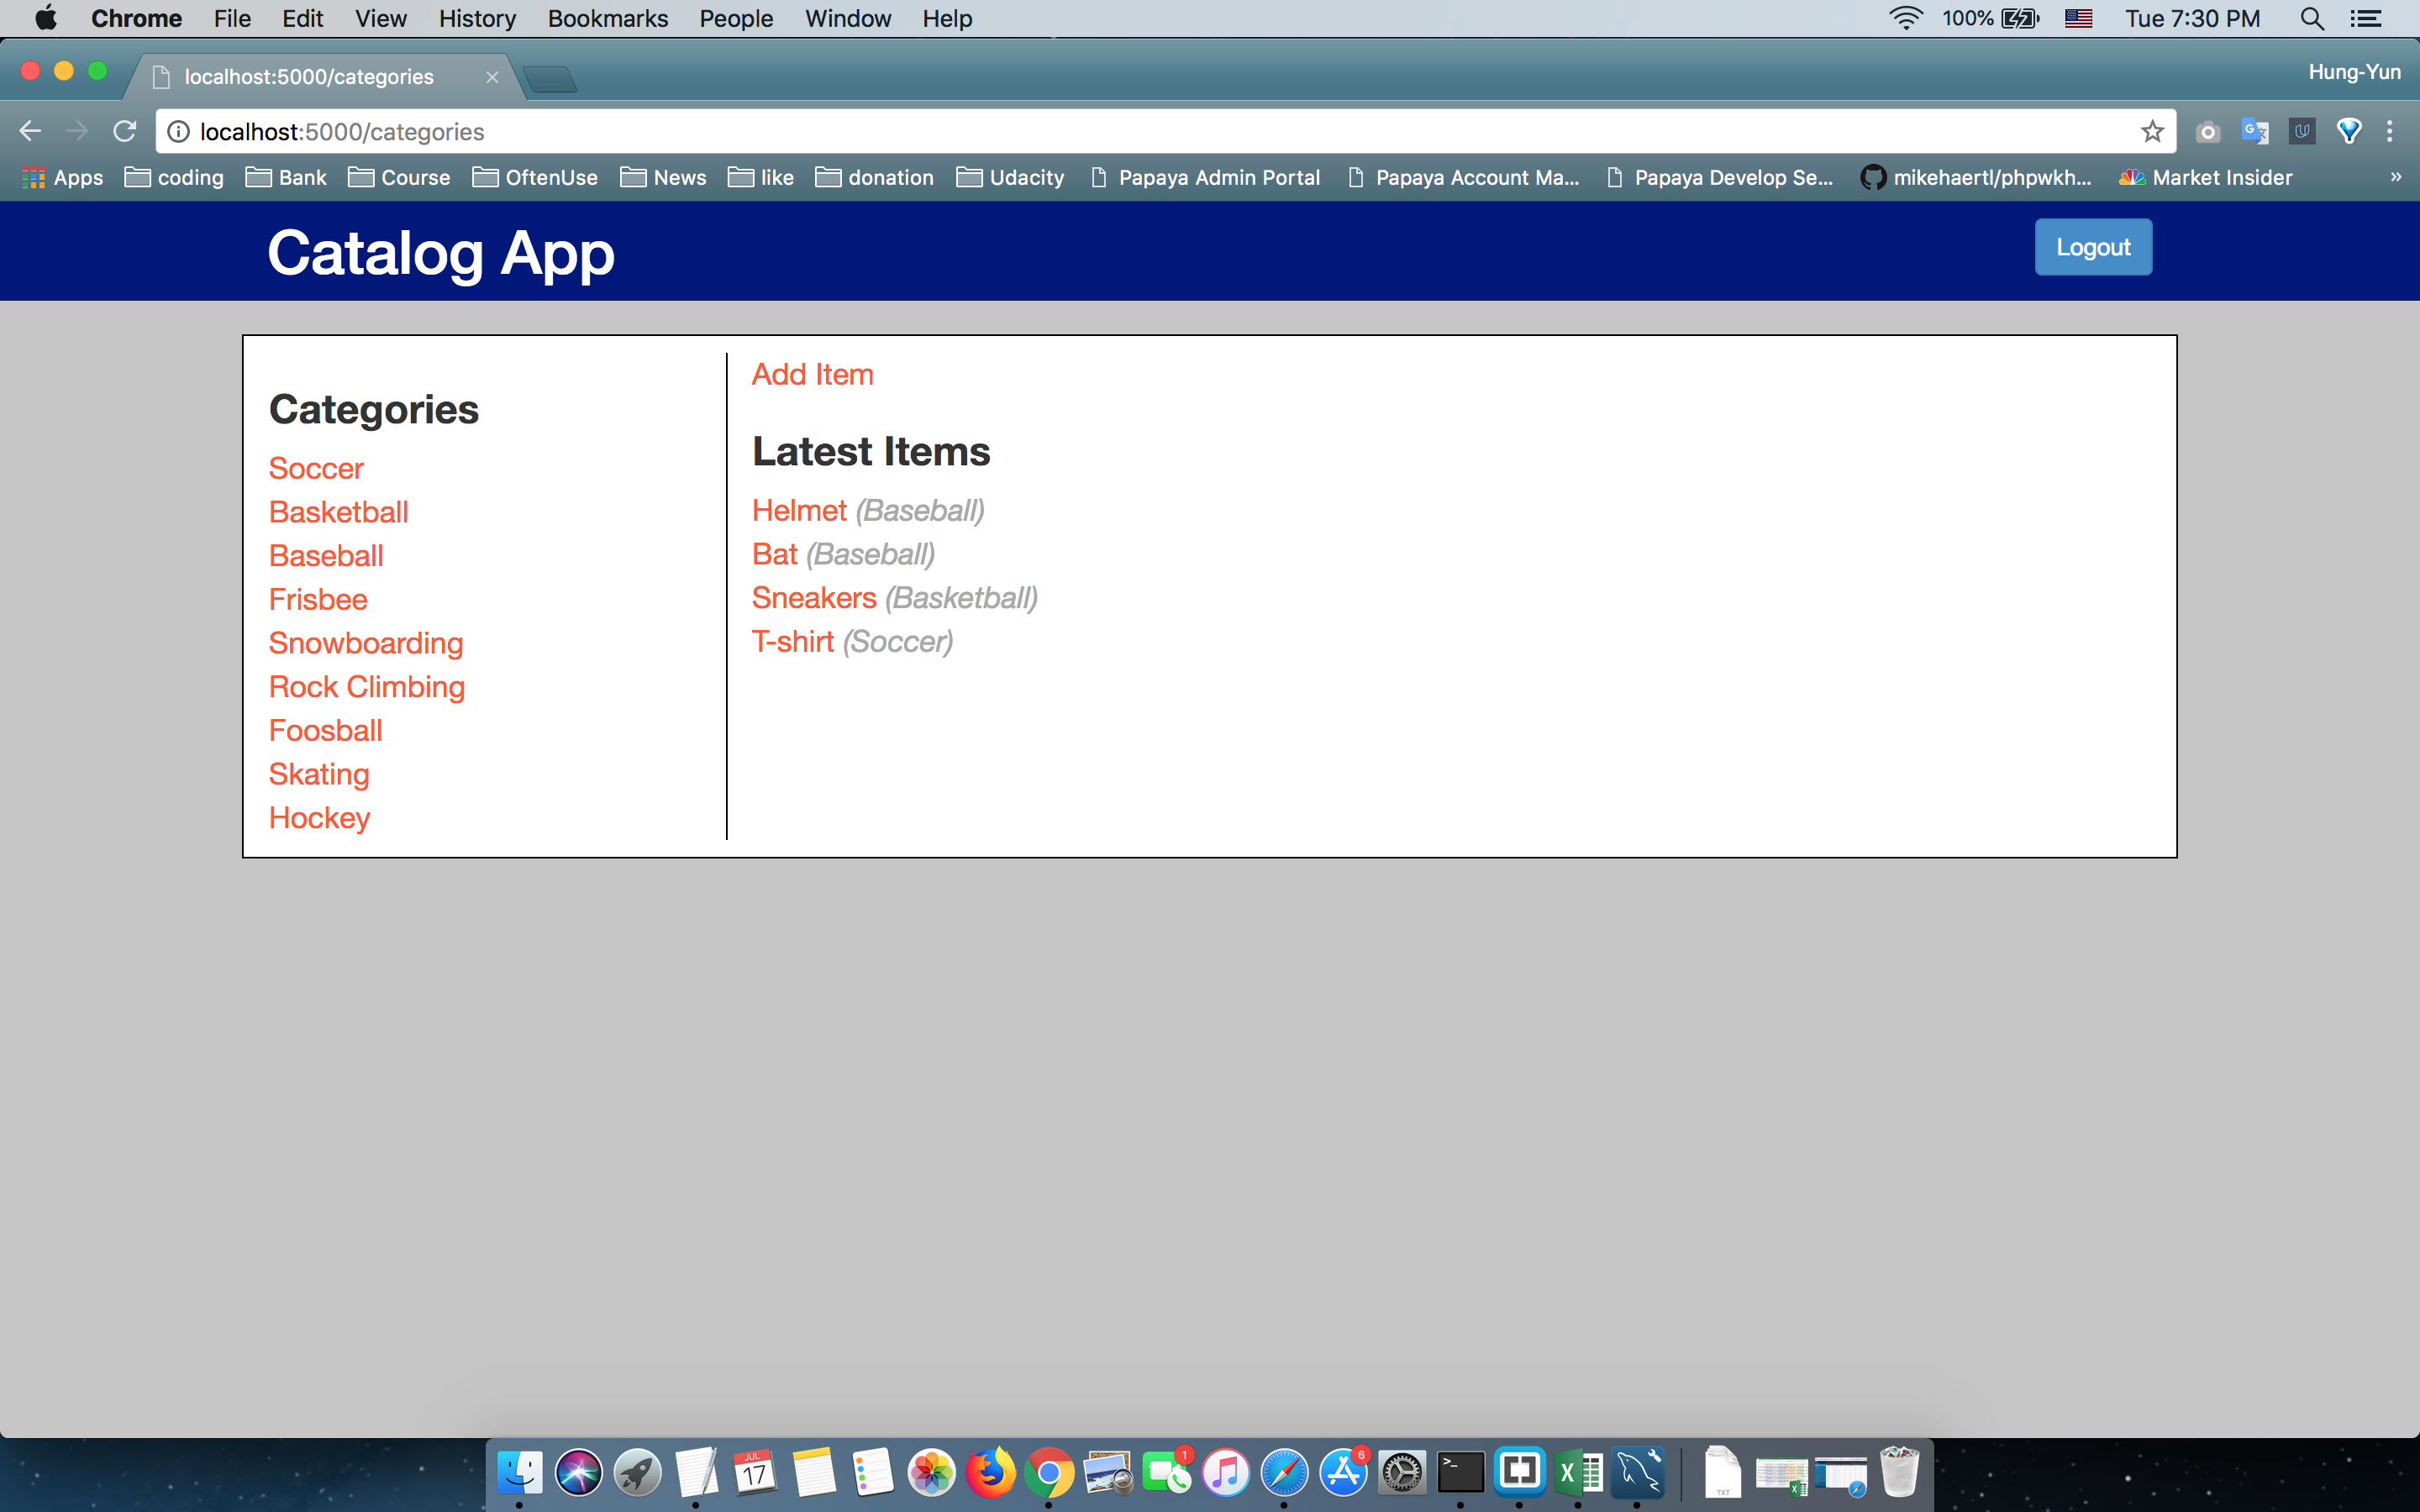 Chrome File Edit View History Bookmarks People Window Help 100% Tue 7:30 PM
localhost:5000/categories Hung-Yun
localhost:5000/categories
Apps coding Bank Course OftenUse News like donation Udacity Papaya Admin Portal Papaya Account Ma... Papaya Develop Se... mikehaertl/phpwkh... Market Insider »
Catalog App Logout
Add Item
Categories
Latest Items
Soccer
Basketball
Baseball
Frisbee
Snowboarding
Rock Climbing
Foosball
Skating
Hockey
Helmet (Baseball)
Bat (Baseball)
Sneakers (Basketball)
T-shirt (Soccer)
JUL
17
1
6
>_
TXT